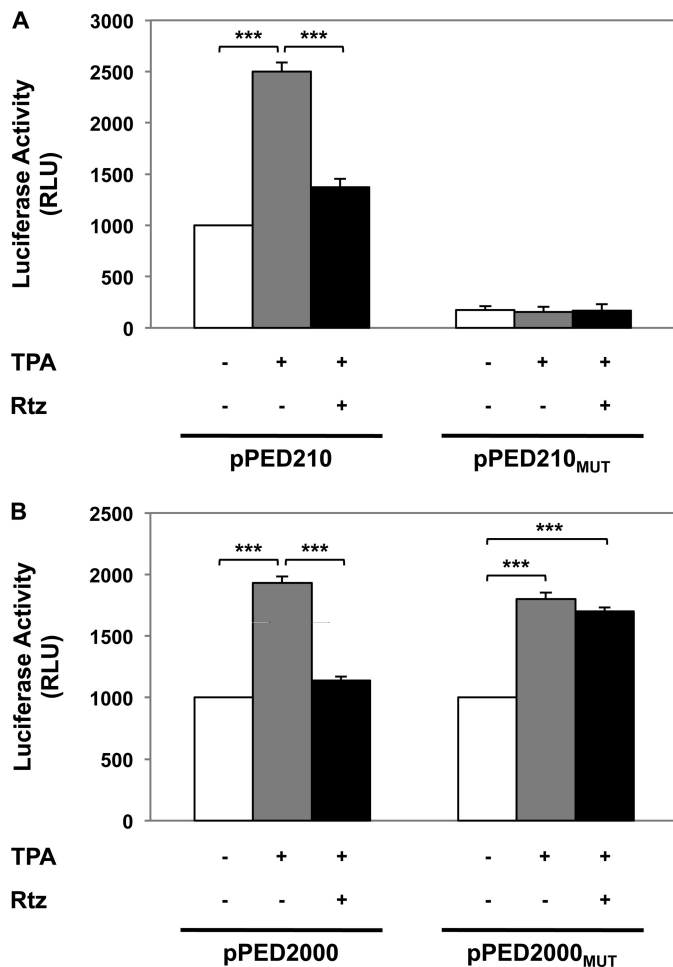 A
3000
2500
2000
1500
1000
500
0
Luciferase Activity
(RLU)
*** ***
TPA - + + - + +
Rtz - - + - - +
pPED210 pPED210MUT
B
2500
2000
1500
1000
500
0
Luciferase Activity
(RLU)
*** *** ***
***
TPA - + + - + +
Rtz - - + - - +
pPED2000 pPED2000MUT